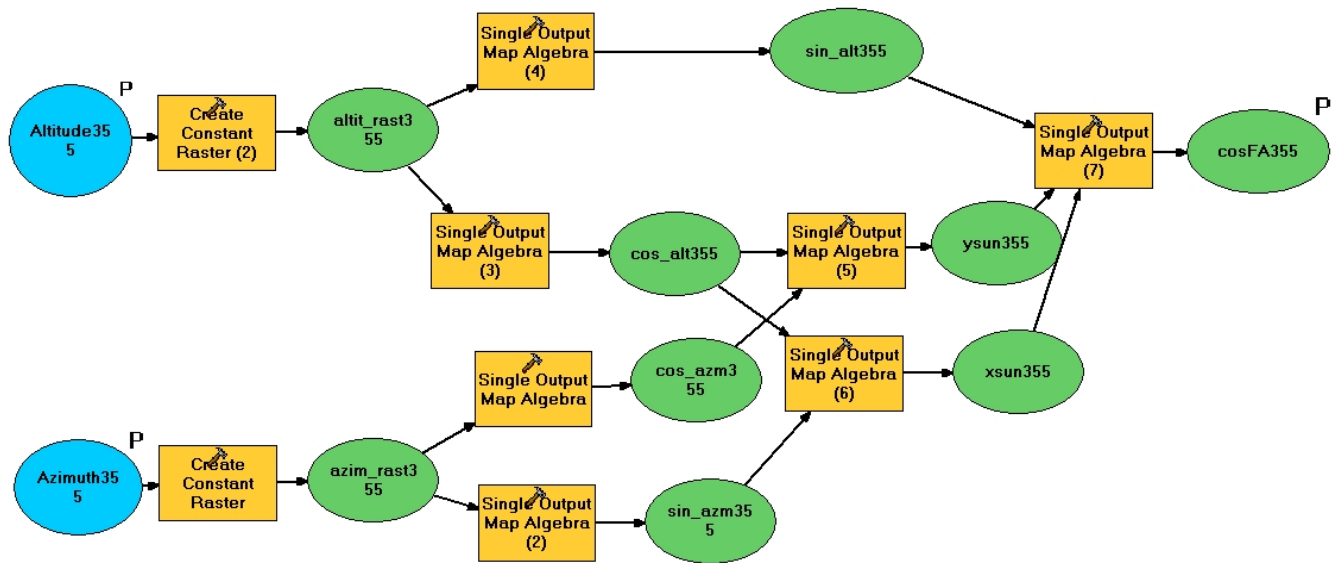 Single Output
Map Algebra
(4)
sin_alt355
P
Altitude35
5
Create
Constant
Raster (2)
altit_rast3
55
Single Output
Map Algebra
(7)
P
cosFA355
Single Output
Map Algebra
(3)
cos_alt355
Single Output
Map Algebra
(5)
ysun355
Single Output
Map Algebra
cos_azm3
55
Single Output
Map Algebra
(6)
xsun355
P
Azimuth35
5
Create
Constant
Raster
azim_rast3
55
Single Output
Map Algebra
(2)
sin_azm35
5